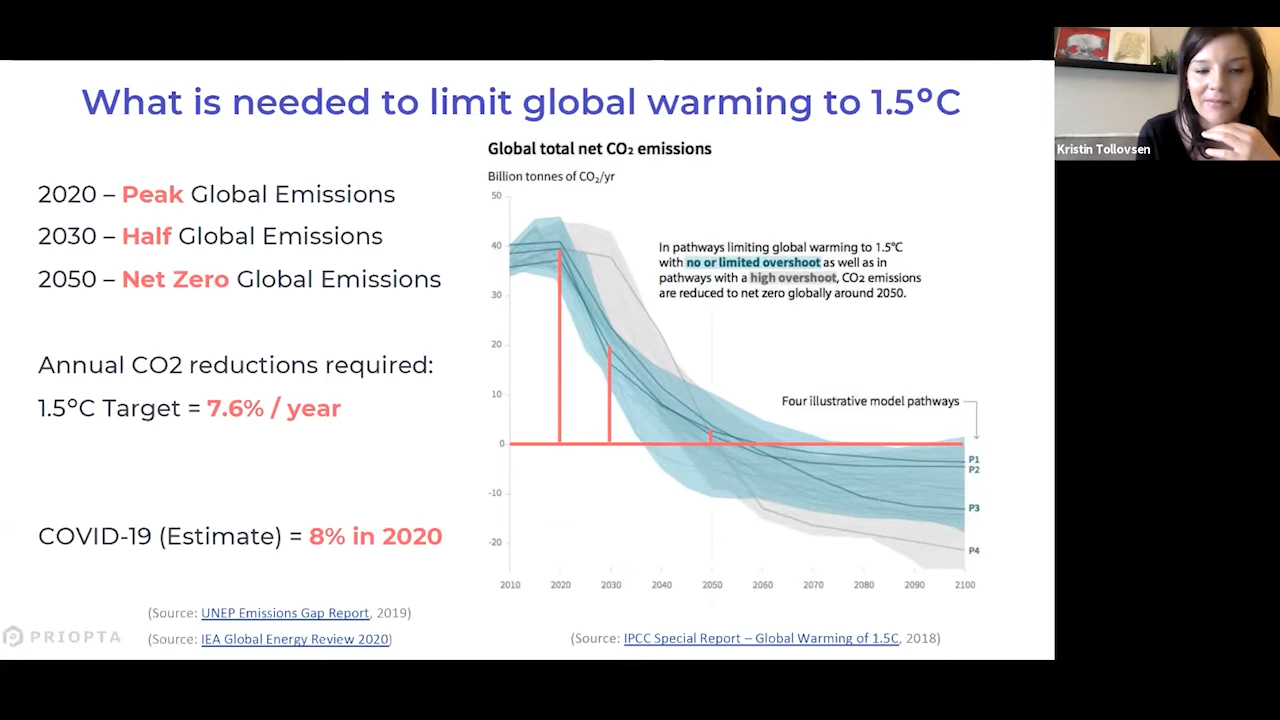 What is needed to limit global warming to 1.5°C
2020 – Peak Global Emissions
2030 – Half Global Emissions
2050 – Net Zero Global Emissions
Annual CO2 reductions required:
1.5°C Target = 7.6% / year
COVID-19 (Estimate) = 8% in 2020
(Source: UNEP Emissions Gap Report, 2019)
(Source: IEA Global Energy Review 2020)
PRIOPTA
Global total net CO₂ emissions
Billion tonnes of CO₂/yr
50
40
30
20
10
0
-10
-20
In pathways limiting global warming to 1.5°C
with no or limited overshoot as well as in
pathways with a high overshoot, CO2 emissions
are reduced to net zero globally around 2050.
Four illustrative model pathways
P1
P2
P3
P4
2010 2020 2030 2040 2050 2060 2070 2080 2090 2100
(Source: IPCC Special Report – Global Warming of 1.5C, 2018)
Kristin Tollovsen